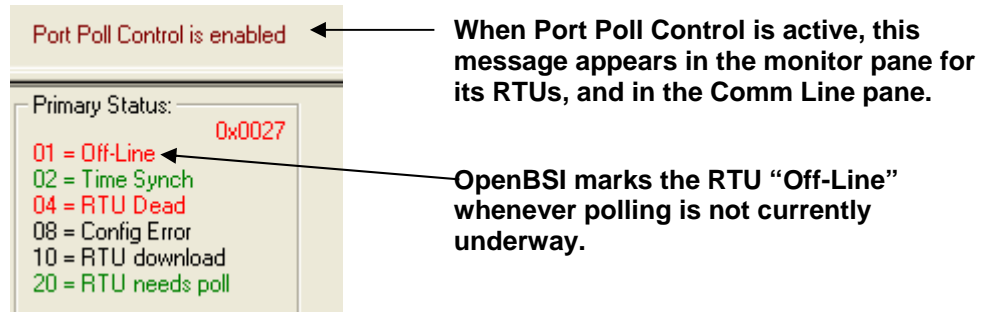 Port Poll Control is enabled
When Port Poll Control is active, this
message appears in the monitor pane for
its RTUs, and in the Comm Line pane.
Primary Status:
0x0027
01 = Off-Line
02 = Time Synch
04 = RTU Dead
08 = Config Error
10 = RTU download
20 = RTU needs poll
OpenBSI marks the RTU “Off-Line”
whenever polling is not currently
underway.